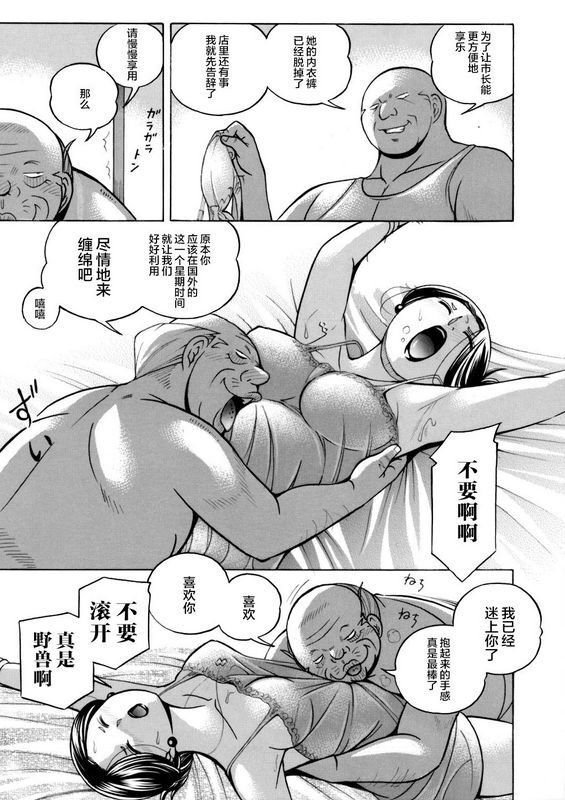 为了让市长能
更方便地
享乐
她的内衣裤
已经脱掉了
店里还有事
我就先告辞了
请慢慢享用
那么
ガラガラ
トン
原本你
应该在国外的
这一个星期时间
就让我们
好好利用
尽情地来
缠绵吧
嘻嘻
不要啊啊
ずい
我已经
迷上你了
抱起来的手感
真是最棒了
ねろ
ねろ
喜欢
喜欢你
不要
滚开
真是
野兽啊